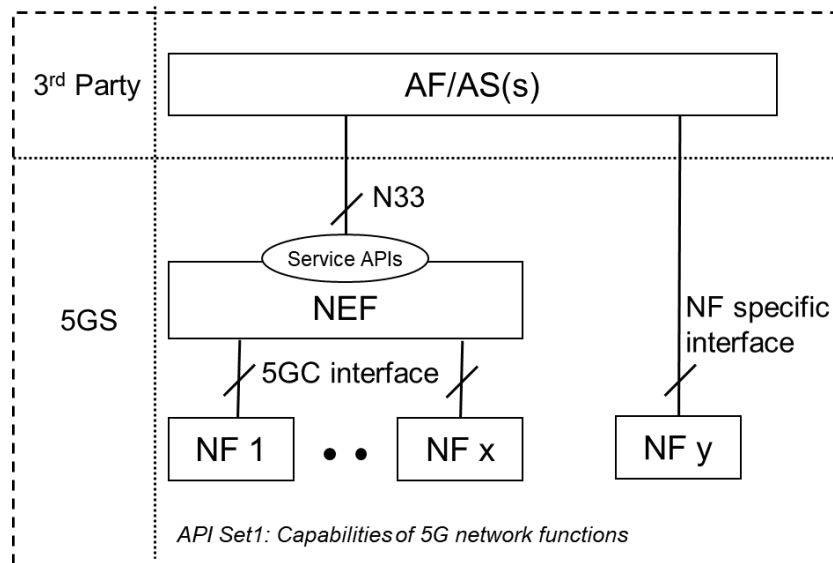 3rd Party
AF/AS(s)
N33
Service APIs
NEF
5GS
NF specific
interface
5GC interface
NF 1
NF x
NF y
API Set1: Capabilities of 5G network functions